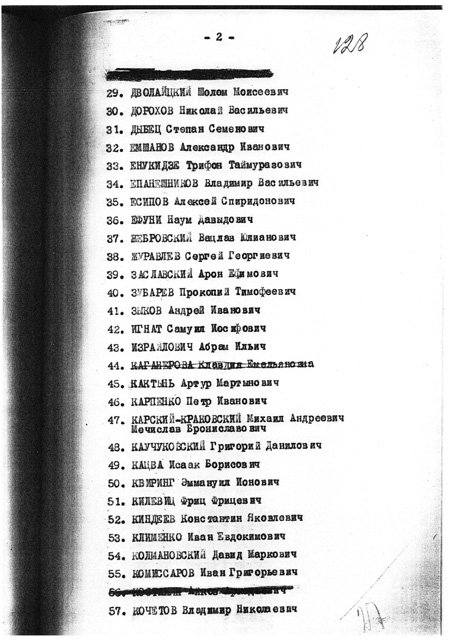 - 2 -
128
29. ДВОЛАЙЦКИЙ Шолом Моисеевич
30. ДОРОХОВ Николай Васильевич
31. ДЫБЕЦ Степан Семенович
32. ЕМШАНОВ Александр Иванович
33. ЕНУКИДЗЕ Трифон Таймуразович
34. ЕПАНЕШНИКОВ Владимир Васильевич
35. ЕСИПОВ Алексей Спиридонович
36. ЕФУНИ Наум Давыдович
37. ЖЕБРОВСКИЙ Вацлав Юлианович
38. ЖУРАВЛЕВ Сергей Георгиевич
39. ЗАСЛАВСКИЙ Арон Ефимович
40. ЗУБАРЕВ Прокопий Тимофеевич
41. ЗЫКОВ Андрей Иванович
42. ИГНАТ Самуил Иосифович
43. ИЗРАЙЛОВИЧ Абрам Ильич
44. КАГАНЕРОВА Клавдия Емельяновна
45. КАКТЫНЬ Артур Мартынович
46. КАРПЕНКО Петр Иванович
47. КАРСКИЙ-КРАКОВСКИЙ Михаил Андреевич
Мечислав Брониславович
48. КАУЧУКОВСКИЙ Григорий Данилович
49. КАЦВА Исаак Борисович
50. КВИРИНГ Эммануил Ионович
51. КИЛЕВИЦ Фриц Фрицевич
52. КИНДЕЕВ Константин Яковлевич
53. КЛИМЕНКО Иван Евдокимович
54. КОЛМАНОВСКИЙ Давид Маркович
55. КОМИССАРОВ Иван Григорьевич
56.
57. КОЧЕТОВ Владимир Николаевич